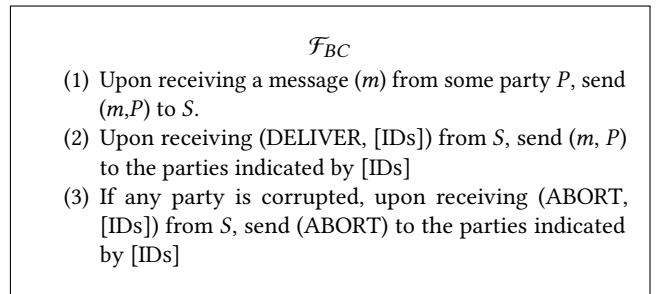 ℱ_BC
(1) Upon receiving a message (m) from some party P, send
(m,P) to S.
(2) Upon receiving (DELIVER, [IDs]) from S, send (m, P)
to the parties indicated by [IDs]
(3) If any party is corrupted, upon receiving (ABORT,
[IDs]) from S, send (ABORT) to the parties indicated
by [IDs]